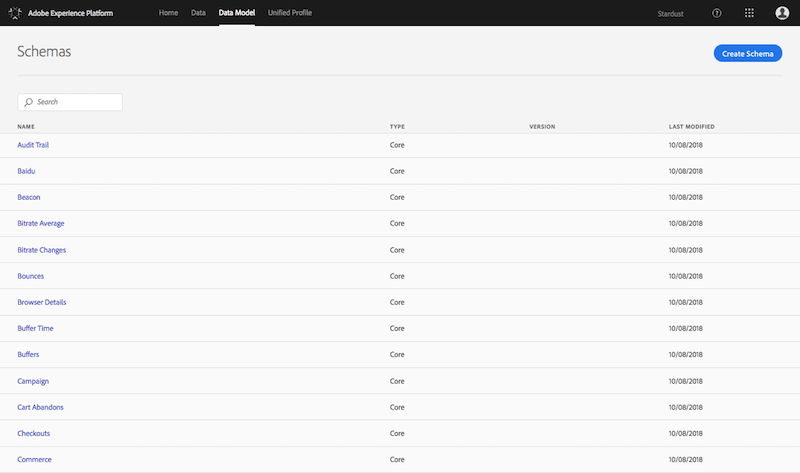 Adobe Experience Platform Home Data Data Model Unified Profile Stardust ?
Schemas Create Schema
Search
NAME TYPE VERSION LAST MODIFIED
Audit Trail Core 10/08/2018
Baidu Core 10/08/2018
Beacon Core 10/08/2018
Bitrate Average Core 10/08/2018
Bitrate Changes Core 10/08/2018
Bounces Core 10/08/2018
Browser Details Core 10/08/2018
Buffer Time Core 10/08/2018
Buffers Core 10/08/2018
Campaign Core 10/08/2018
Cart Abandons Core 10/08/2018
Checkouts Core 10/08/2018
Commerce Core 10/08/2018